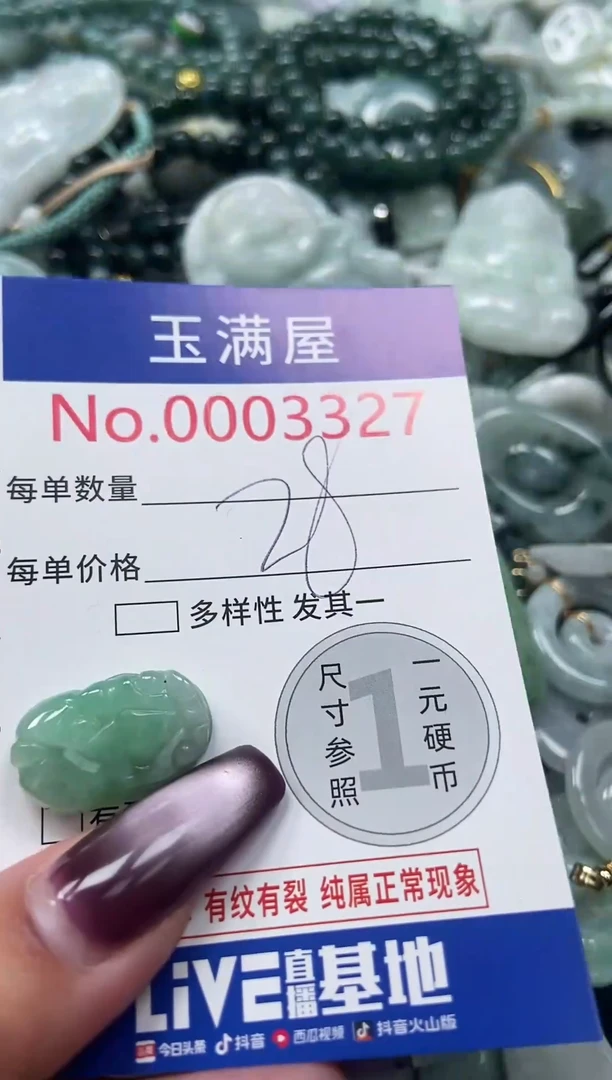 玉满屋
No.0003327
每单数量
28
每单价格
多样性 发其一
尺寸参照
1
一元硬币
有纹有裂 纯属正常现象
LiVE直播基地
今日头条 抖音 西瓜视频 抖音火山版